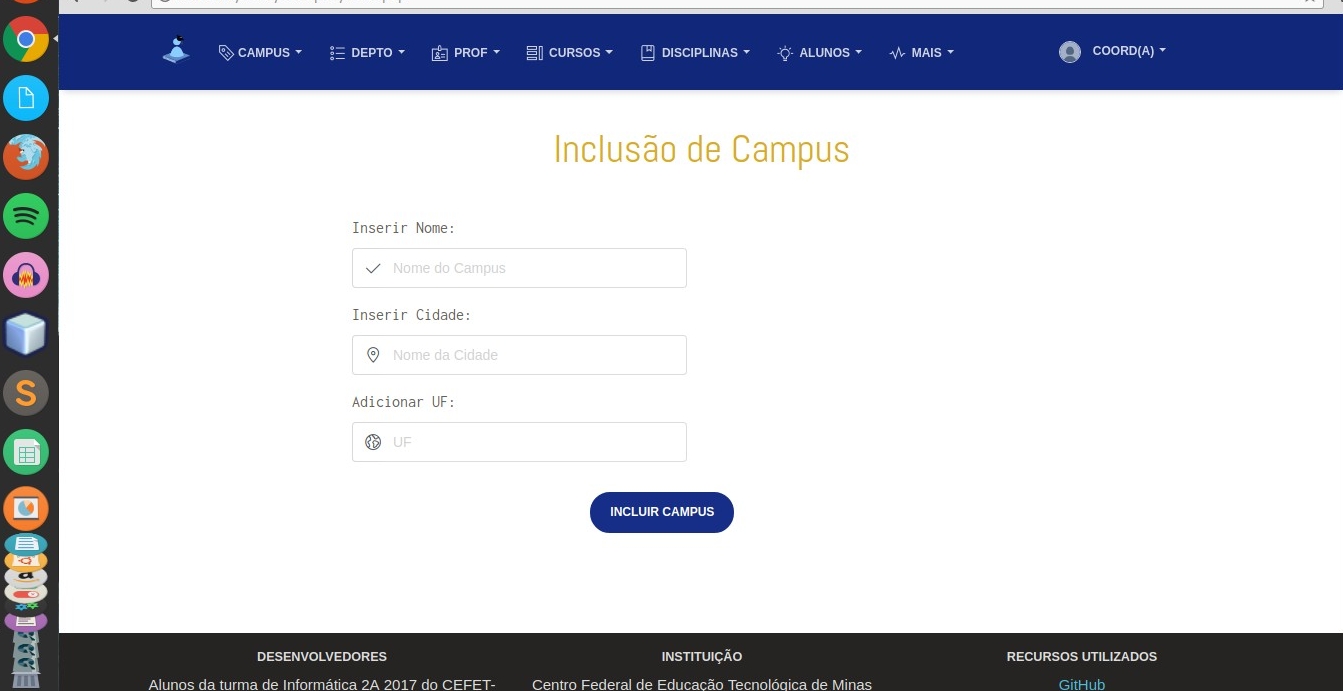 CAMPUS DEPTO PROF CURSOS DISCIPLINAS ALUNOS MAIS COORD(A)
Inclusão de Campus
Inserir Nome:
Nome do Campus
Inserir Cidade:
Nome da Cidade
Adicionar UF:
UF
INCLUIR CAMPUS
DESENVOLVEDORES INSTITUIÇÃO RECURSOS UTILIZADOS
Alunos da turma de Informática 2A 2017 do CEFET- Centro Federal de Educação Tecnológica de Minas GitHub